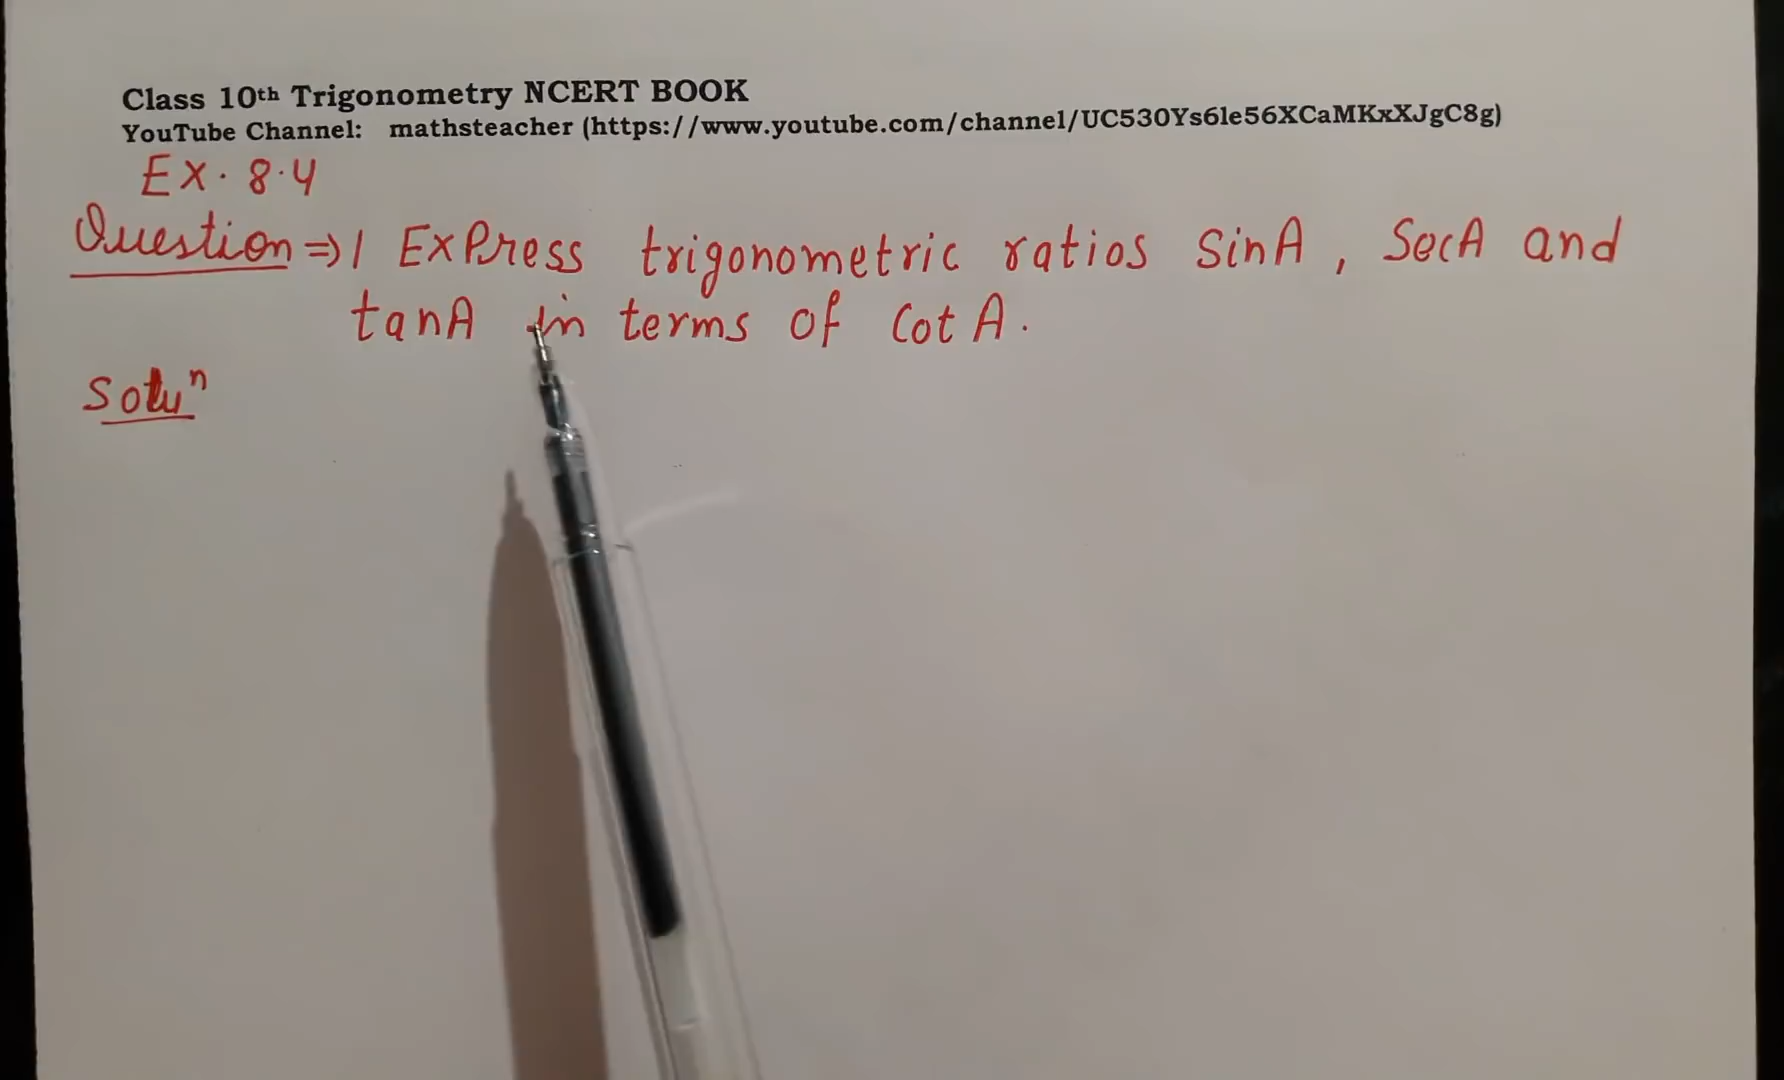 Class 10th Trigonometry NCERT BOOK
YouTube Channel: mathsteacher (https://www.youtube.com/channel/UC530Ys6le56XCaMKxXJgC8g)
Ex. 8.4
Question ⇒ 1 ExPress trigonometric ratios SinA, SecA and
tanA in terms of Cot A.
Soluⁿ